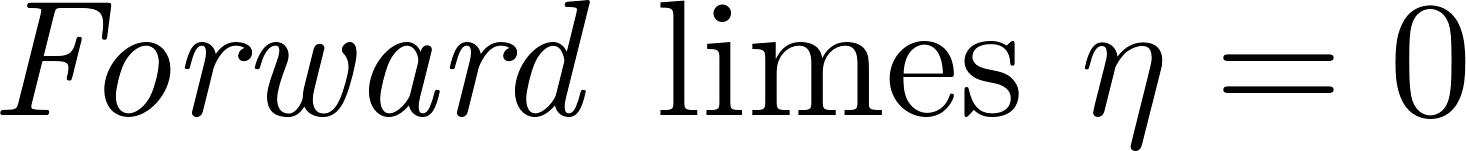 Forward limes η = 0